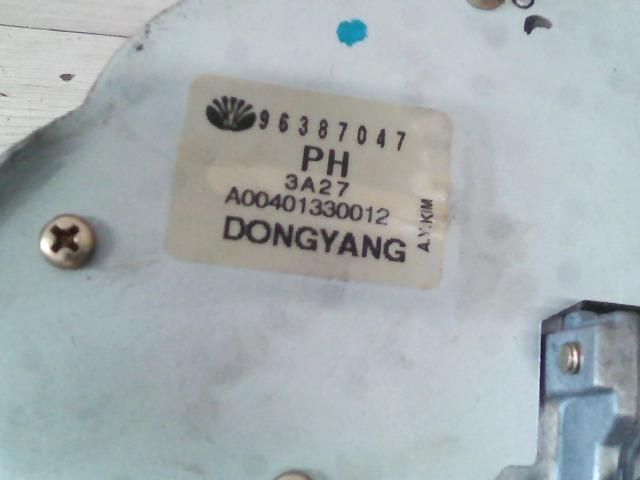 96387047
PH
3A27
A00401330012
DONGYANG
A.Y.KIM